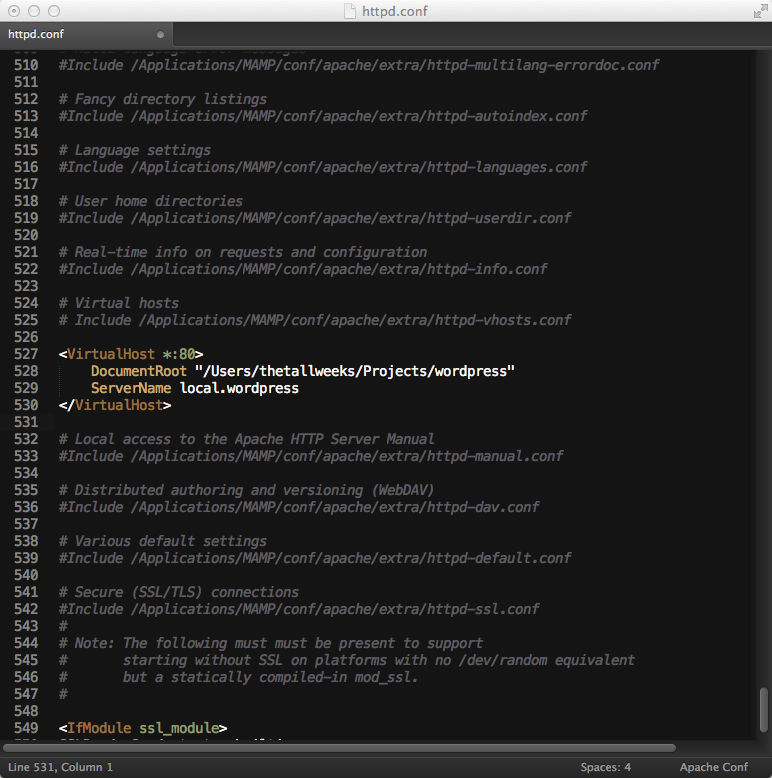 httpd.conf
httpd.conf
510 #Include /Applications/MAMP/conf/apache/extra/httpd-multilang-errordoc.conf
511
512 # Fancy directory listings
513 #Include /Applications/MAMP/conf/apache/extra/httpd-autoindex.conf
514
515 # Language settings
516 #Include /Applications/MAMP/conf/apache/extra/httpd-languages.conf
517
518 # User home directories
519 #Include /Applications/MAMP/conf/apache/extra/httpd-userdir.conf
520
521 # Real-time info on requests and configuration
522 #Include /Applications/MAMP/conf/apache/extra/httpd-info.conf
523
524 # Virtual hosts
525 # Include /Applications/MAMP/conf/apache/extra/httpd-vhosts.conf
526
527 <VirtualHost *:80>
528 DocumentRoot "/Users/thetallweeks/Projects/wordpress"
529 ServerName local.wordpress
530 </VirtualHost>
531
532 # Local access to the Apache HTTP Server Manual
533 #Include /Applications/MAMP/conf/apache/extra/httpd-manual.conf
534
535 # Distributed authoring and versioning (WebDAV)
536 #Include /Applications/MAMP/conf/apache/extra/httpd-dav.conf
537
538 # Various default settings
539 #Include /Applications/MAMP/conf/apache/extra/httpd-default.conf
540
541 # Secure (SSL/TLS) connections
542 #Include /Applications/MAMP/conf/apache/extra/httpd-ssl.conf
543 #
544 # Note: The following must must be present to support
545 # starting without SSL on platforms with no /dev/random equivalent
546 # but a statically compiled-in mod_ssl.
547 #
548
549 <IfModule ssl_module>
Line 531, Column 1 Spaces: 4 Apache Conf